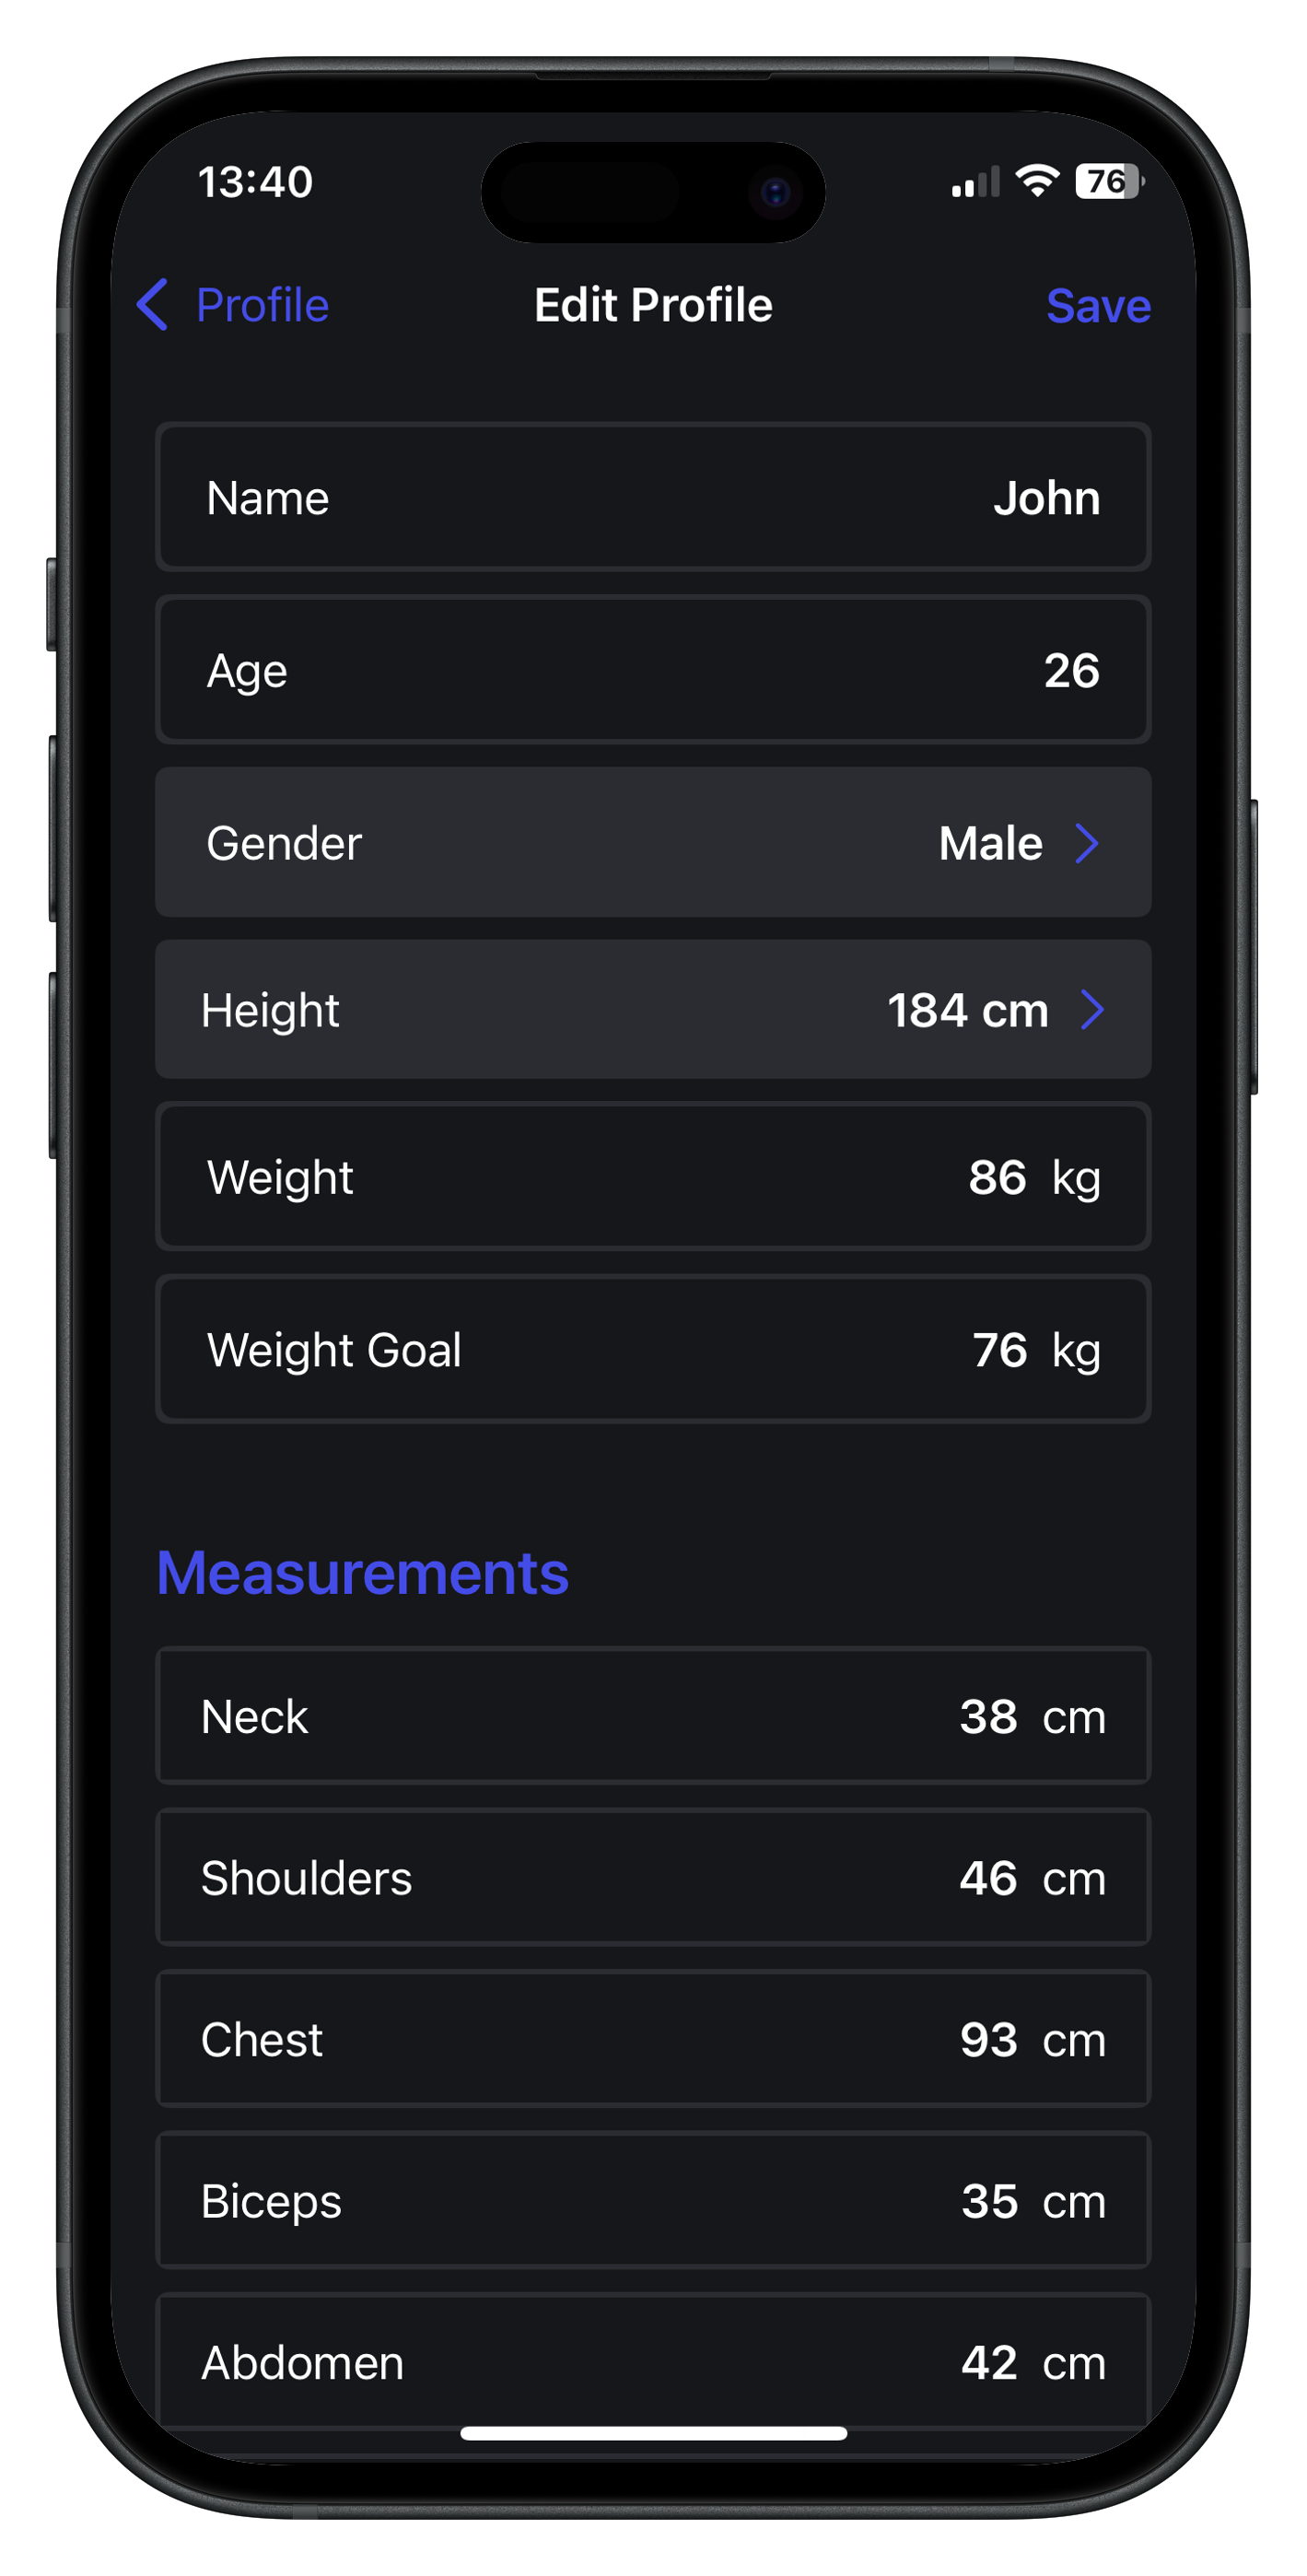 13:40 76
Profile Edit Profile Save
Name John
Age 26
Gender Male
Height 184 cm
Weight 86 kg
Weight Goal 76 kg
Measurements
Neck 38 cm
Shoulders 46 cm
Chest 93 cm
Biceps 35 cm
Abdomen 42 cm